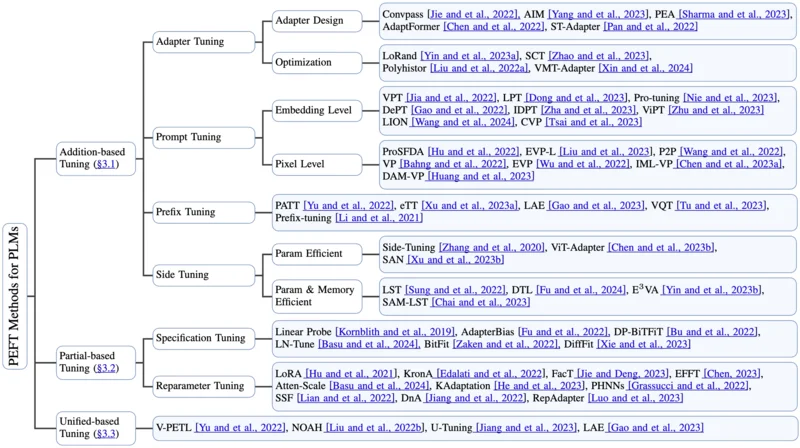 PEFT Methods for PLMs
Addition-based
Tuning (§3.1)
Adapter Tuning
Adapter Design
Convpass [Jie and et al., 2022], AIM [Yang and et al., 2023], PEA [Sharma and et al., 2023],
AdaptFormer [Chen and et al., 2022], ST-Adapter [Pan and et al., 2022]
Optimization
LoRand [Yin and et al., 2023a], SCT [Zhao and et al., 2023],
Polyhistor [Liu and et al., 2022a], VMT-Adapter [Xin and et al., 2024]
Prompt Tuning
Embedding Level
VPT [Jia and et al., 2022], LPT [Dong and et al., 2023], Pro-tuning [Nie and et al., 2023],
DePT [Gao and et al., 2022], IDPT [Zha and et al., 2023], ViPT [Zhu and et al., 2023]
LION [Wang and et al., 2024], CVP [Tsai and et al., 2023]
Pixel Level
ProSFDA [Hu and et al., 2022], EVP-L [Liu and et al., 2023], P2P [Wang and et al., 2022],
VP [Bahng and et al., 2022], EVP [Wu and et al., 2022], IML-VP [Chen and et al., 2023a],
DAM-VP [Huang and et al., 2023]
Prefix Tuning
PATT [Yu and et al., 2022], eTT [Xu and et al., 2023a], LAE [Gao and et al., 2023], VQT [Tu and et al., 2023],
Prefix-tuning [Li and et al., 2021]
Side Tuning
Param Efficient
Side-Tuning [Zhang and et al., 2020], ViT-Adapter [Chen and et al., 2023b],
SAN [Xu and et al., 2023b]
Param & Memory
Efficient
LST [Sung and et al., 2022], DTL [Fu and et al., 2024], E³VA [Yin and et al., 2023b],
SAM-LST [Chai and et al., 2023]
Partial-based
Tuning (§3.2)
Specification Tuning
Linear Probe [Kornblith and et al., 2019], AdapterBias [Fu and et al., 2022], DP-BiTFiT [Bu and et al., 2022],
LN-Tune [Basu and et al., 2024], BitFit [Zaken and et al., 2022], DiffFit [Xie and et al., 2023]
Reparameter Tuning
LoRA [Hu and et al., 2021], KronA [Edalati and et al., 2022], FacT [Jie and Deng, 2023], EFFT [Chen, 2023],
Atten-Scale [Basu and et al., 2024], KAdaptation [He and et al., 2023], PHNNs [Grassucci and et al., 2022],
SSF [Lian and et al., 2022], DnA [Jiang and et al., 2022], RepAdapter [Luo and et al., 2023]
Unified-based
Tuning (§3.3)
V-PETL [Yu and et al., 2022], NOAH [Liu and et al., 2022b], U-Tuning [Jiang and et al., 2023], LAE [Gao and et al., 2023]